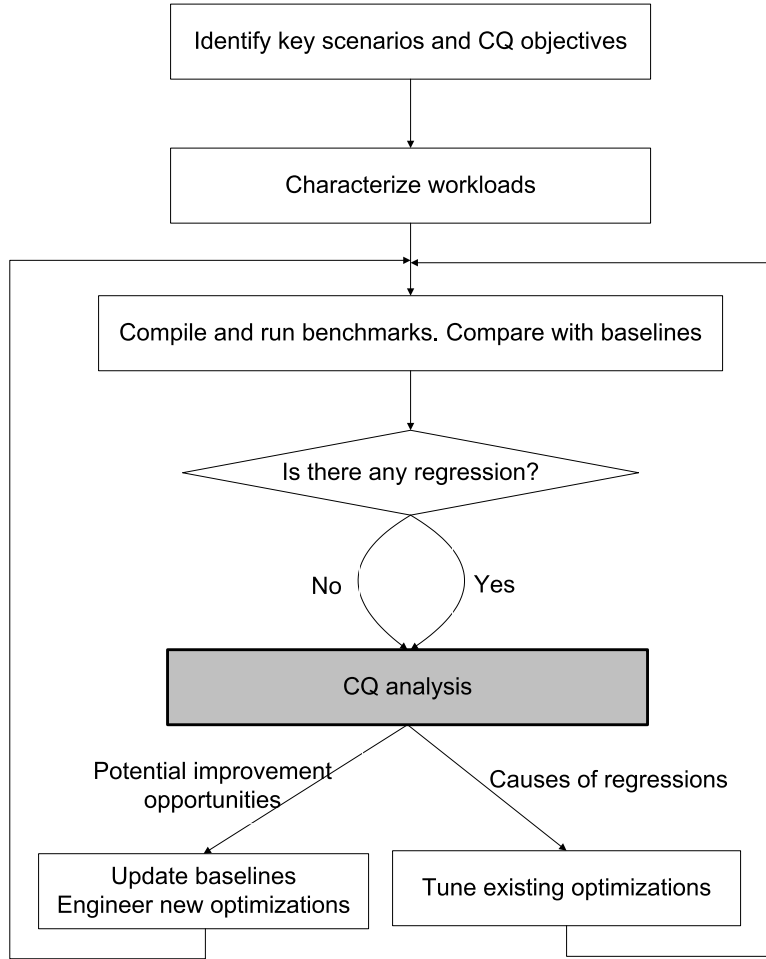 Identify key scenarios and CQ objectives
Characterize workloads
Compile and run benchmarks. Compare with baselines
Is there any regression?
No
Yes
CQ analysis
Potential improvement
opportunities
Causes of regressions
Update baselines
Engineer new optimizations
Tune existing optimizations